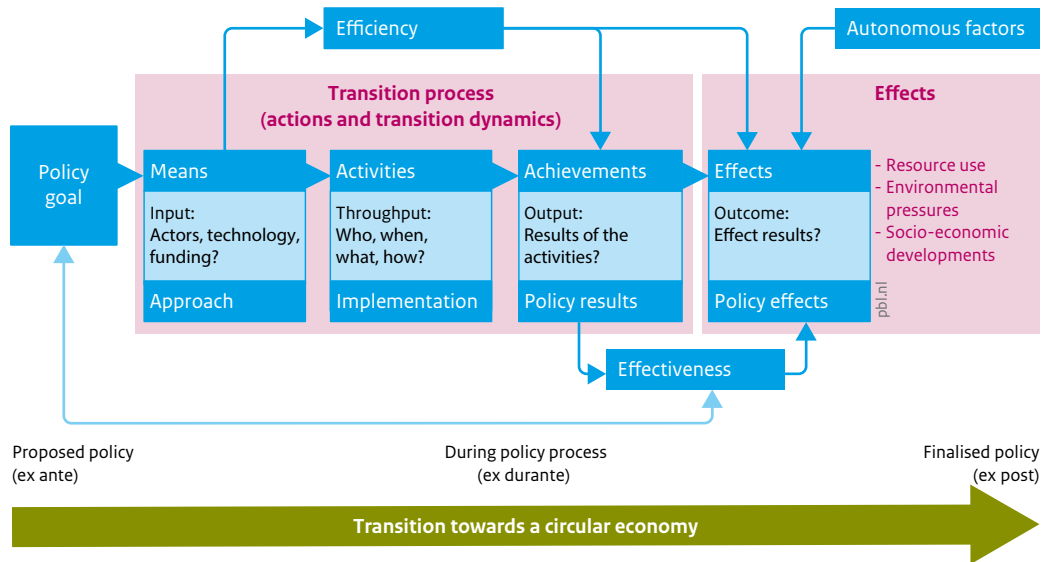 Efficiency
Autonomous factors
Transition process
(actions and transition dynamics)
Effects
Policy
goal
Means
Input:
Actors, technology,
funding?
Approach
Activities
Throughput:
Who, when,
what, how?
Implementation
Achievements
Output:
Results of the
activities?
Policy results
Effects
Outcome:
Effect results?
Policy effects
- Resource use
- Environmental
pressures
- Socio-economic
developments
pbl.nl
Effectiveness
Proposed policy
(ex ante)
During policy process
(ex durante)
Finalised policy
(ex post)
Transition towards a circular economy